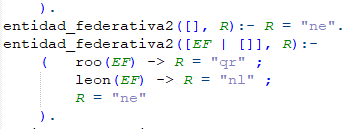 ).
entidad_federativa2([], R):- R = "ne".
entidad_federativa2([EF | []], R):-
( roo(EF) -> R = "qr" ;
leon(EF) -> R = "nl" ;
R = "ne"
).